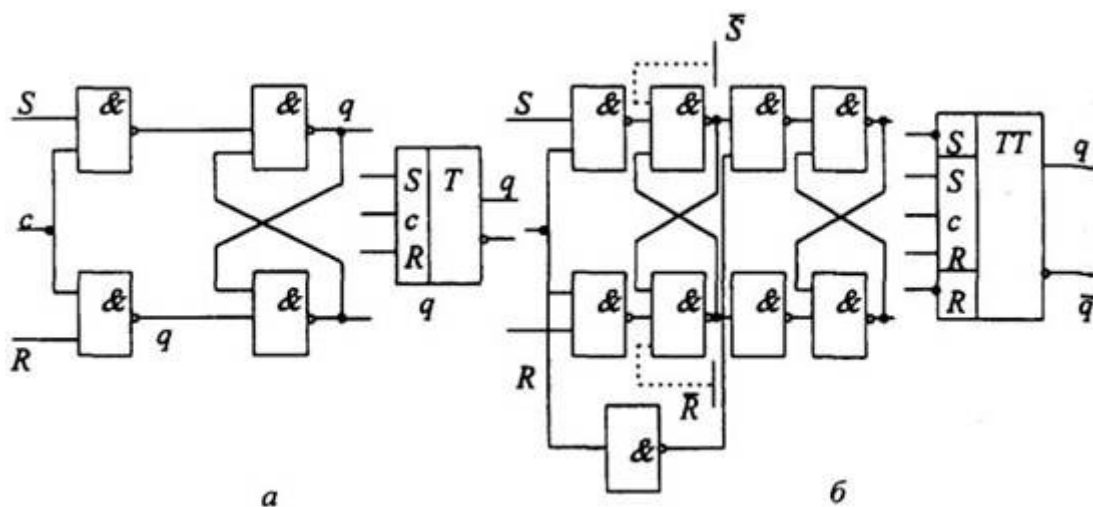 S̅
S & & q S & & & & S TT q
S T q S
c c c
R R
& & & & & & R
q q q̅
R R R̅
&
а б